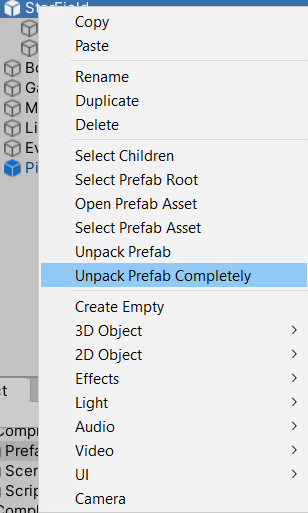 StarField
Copy
Paste
Bo
Rename
Ga
Duplicate
M
Delete
Li
Ev
Select Children
Pi
Select Prefab Root
Open Prefab Asset
Select Prefab Asset
Unpack Prefab
Unpack Prefab Completely
Create Empty
3D Object
2D Object
Effects
ct
Light
Audio
Compl
Prefa
Video
Scen
UI
Script
Camera